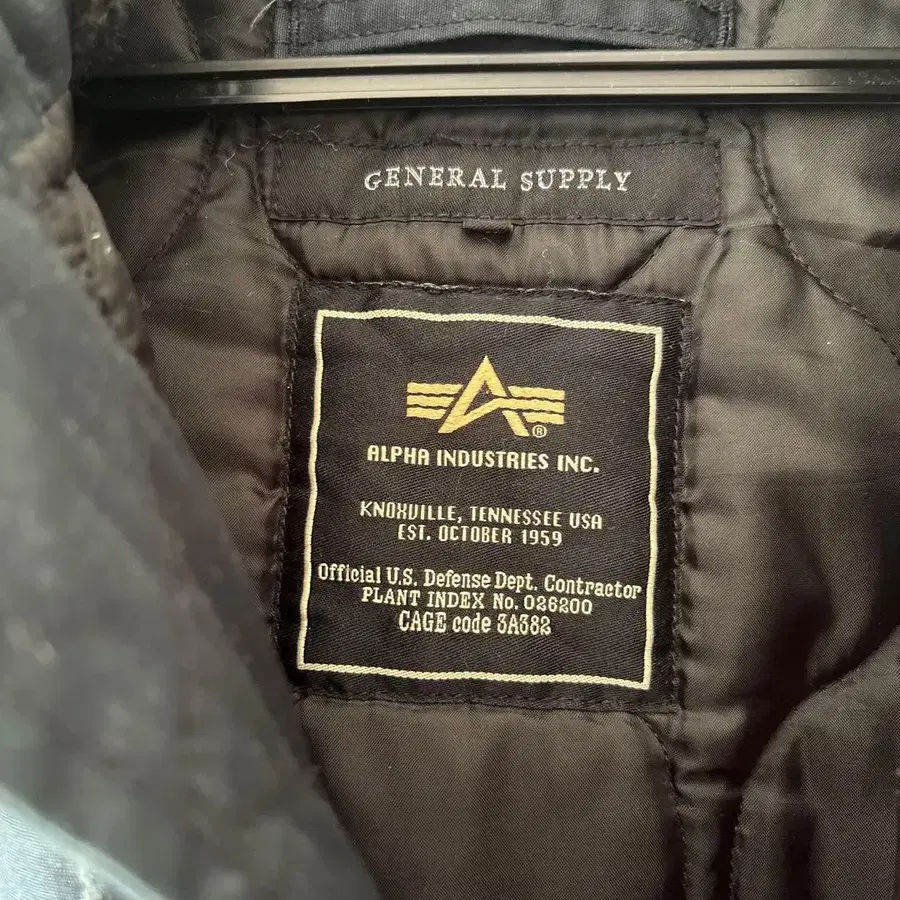 GENERAL SUPPLY
®
ALPHA INDUSTRIES INC.
KNOXVILLE, TENNESSEE USA
EST. OCTOBER 1959
Official U.S. Defense Dept. Contractor
PLANT INDEX No. 026200
CAGE code 3A382